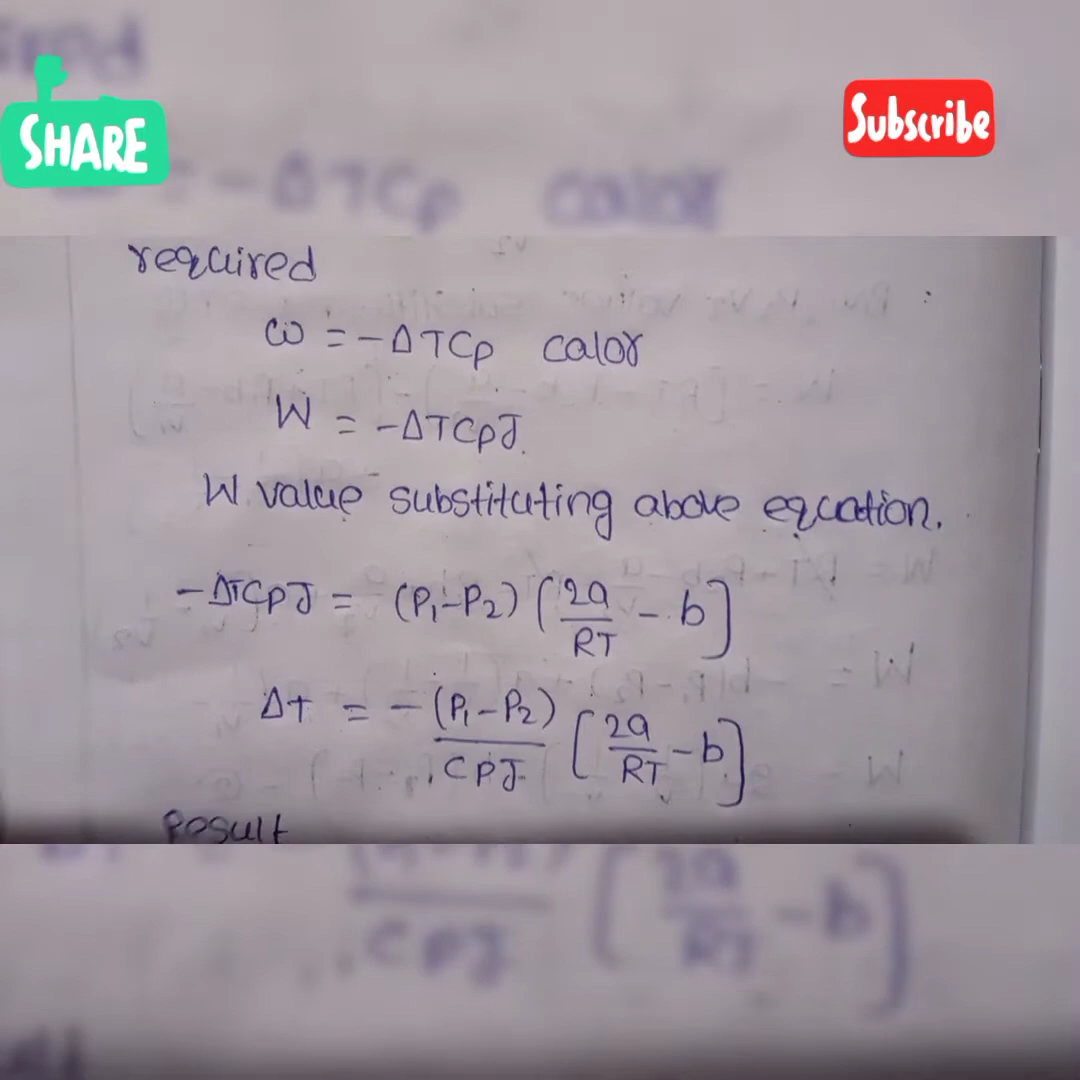 SHARE
Subscribe
required
ω = -ΔTCp calor
W = -ΔTCpJ.
W value substituting above equation.
-ΔTCpJ = (P₁-P₂) (2a/RT - b]
Δt = -(P₁-P₂)/CpJ [2a/RT - b]
Result